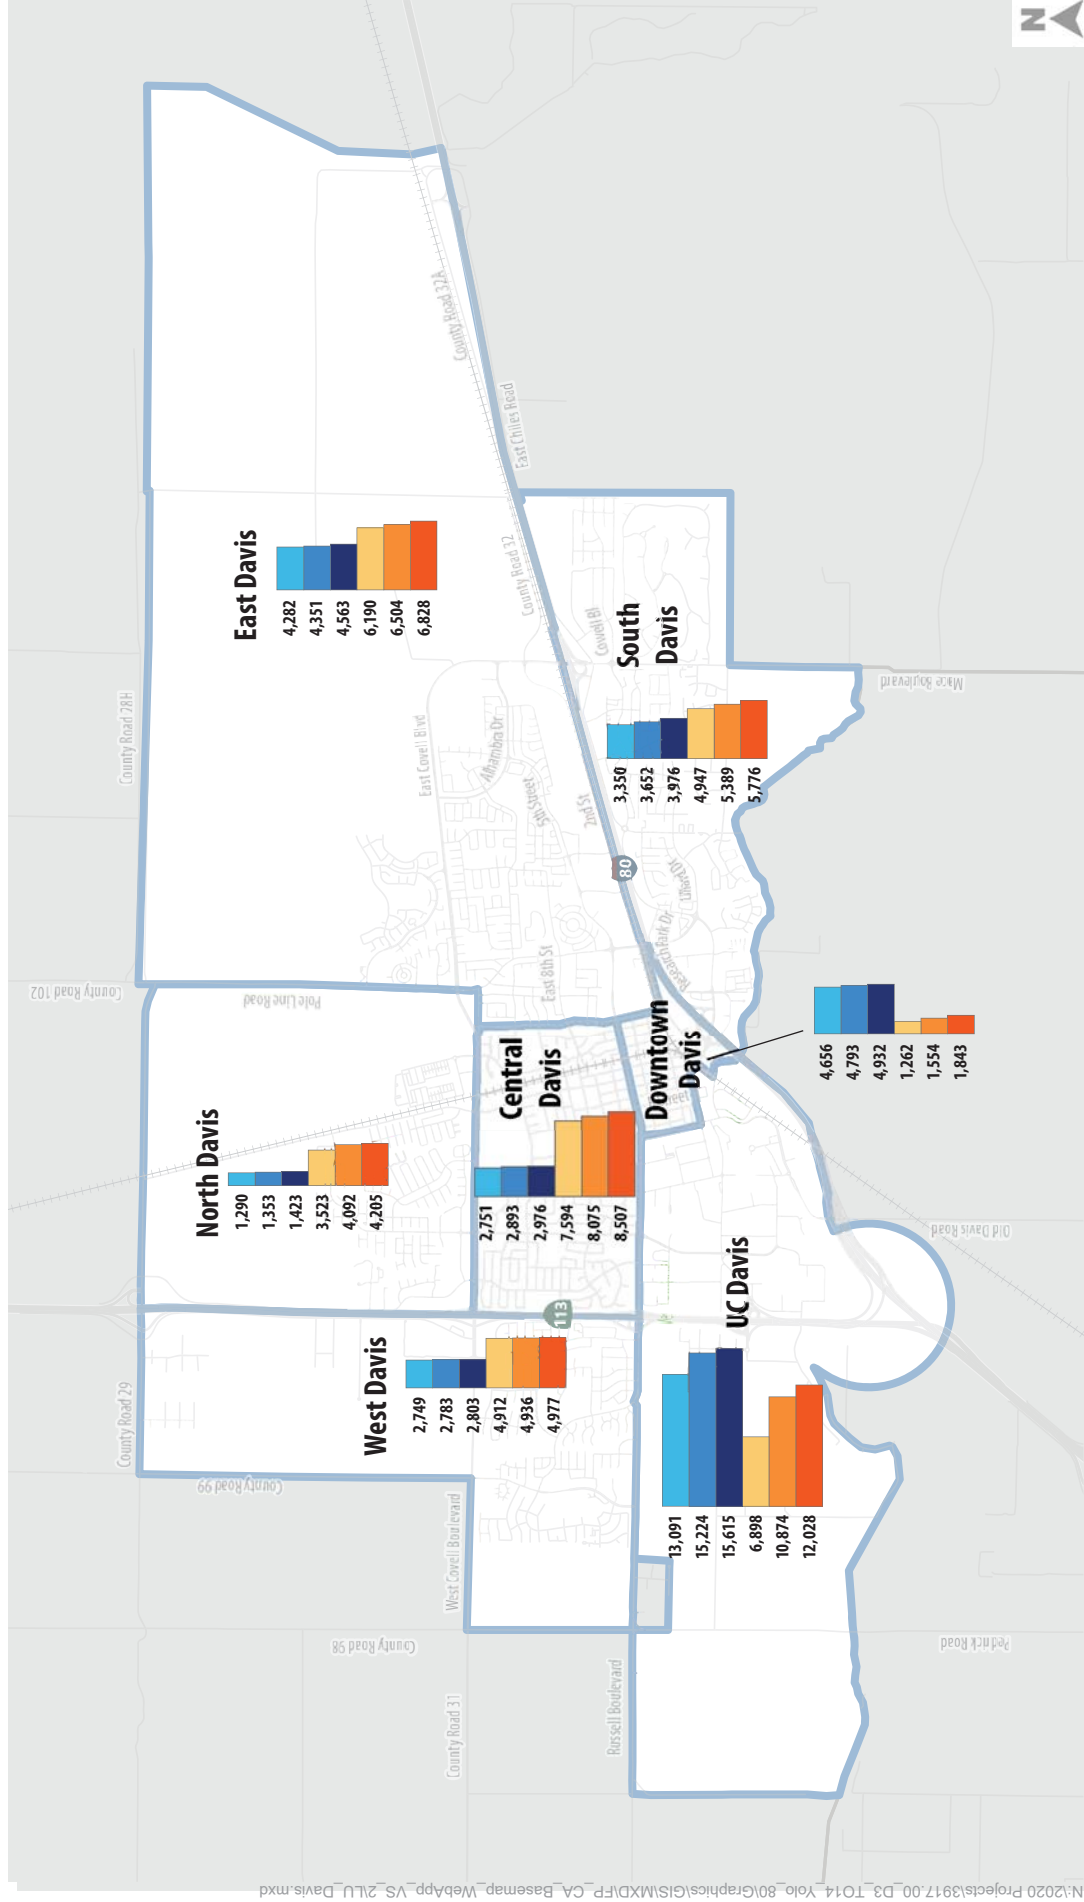 N
County Road 29
County Road 99
County Road 98
County Road 31
West Covell Boulevard
Russell Boulevard
Pedrick Road
Old Davis Road
County Road 102
Pole Line Road
County Road 28H
East Covell Blvd
Alhambra Dr
5th Street
2nd St
East 8th St
County Road 32
County Road 32A
East Chiles Road
Cowell Bl
Research Park Dr
Mace Boulevard
80
113
West Davis
2,749
2,783
2,803
4,912
4,936
4,977
North Davis
1,290
1,353
1,423
3,523
4,092
4,205
Central
Davis
2,751
2,893
2,976
7,594
8,075
8,507
East Davis
4,282
4,351
4,563
6,190
6,504
6,828
South
Davis
3,350
3,652
3,976
4,947
5,389
5,776
Downtown
Davis
4,656
4,793
4,932
1,262
1,554
1,843
UC Davis
13,091
15,224
15,615
6,898
10,874
12,028
N:\2020 Projects\3917.00_D3_TO14_Yolo_80\Graphics\GIS\MXD\FP_CA_Basemap_WebApp_VS_2\LU_Davis.mxd